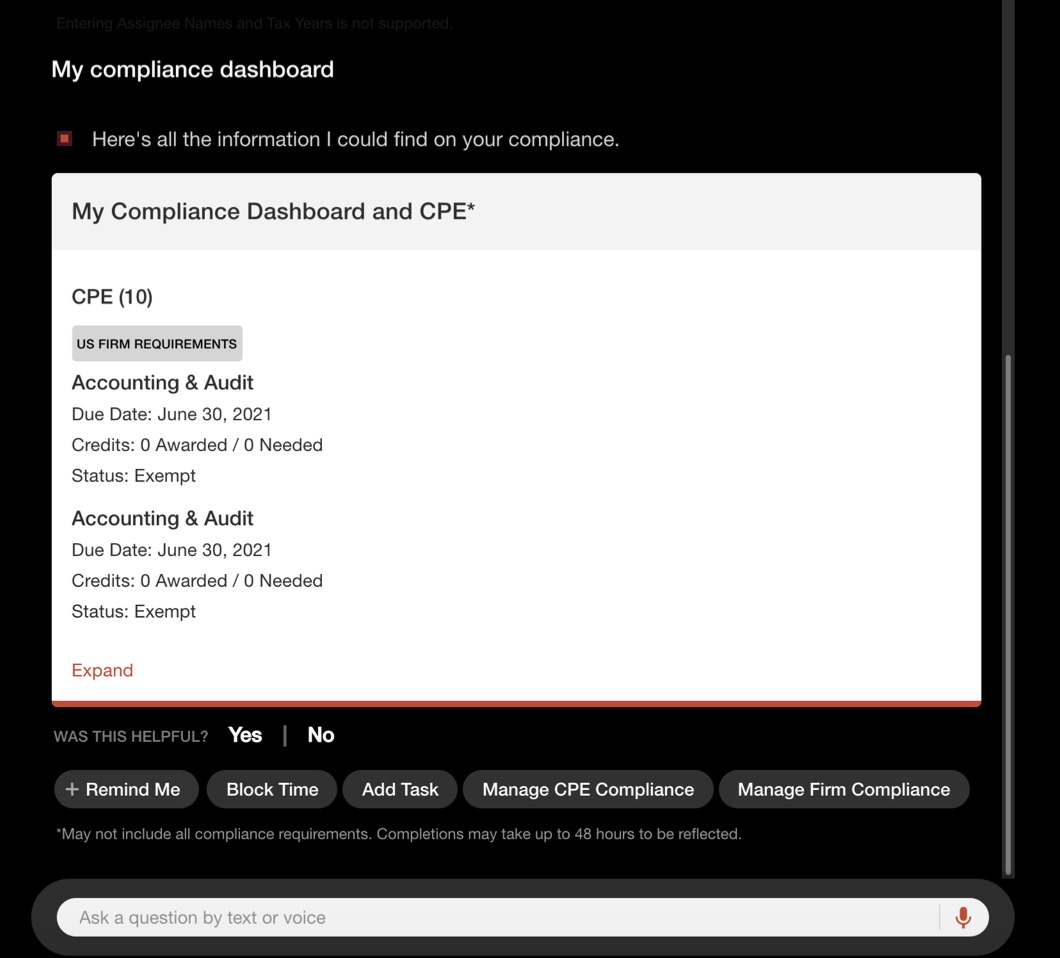 Entering Assignee Names and Tax Years is not supported.
My compliance dashboard
Here's all the information I could find on your compliance.
My Compliance Dashboard and CPE*
CPE (10)
US FIRM REQUIREMENTS
Accounting & Audit
Due Date: June 30, 2021
Credits: 0 Awarded / 0 Needed
Status: Exempt
Accounting & Audit
Due Date: June 30, 2021
Credits: 0 Awarded / 0 Needed
Status: Exempt
Expand
WAS THIS HELPFUL? Yes | No
+ Remind Me Block Time Add Task Manage CPE Compliance Manage Firm Compliance
*May not include all compliance requirements. Completions may take up to 48 hours to be reflected.
Ask a question by text or voice